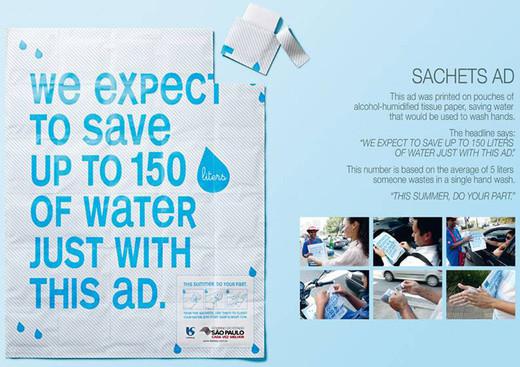 We expect
to save
up to 150
liters
of water
just with
this ad.
THIS SUMMER, DO YOUR PART.
SÃO PAULO
SACHETS AD
This ad was printed on pouches of
alcohol-humidified tissue paper, saving water
that would be used to wash hands.
The headline says:
"WE EXPECT TO SAVE UP TO 150 LITERS
OF WATER JUST WITH THIS AD."
This number is based on the average of 5 liters
someone wastes in a single hand wash.
"THIS SUMMER, DO YOUR PART."